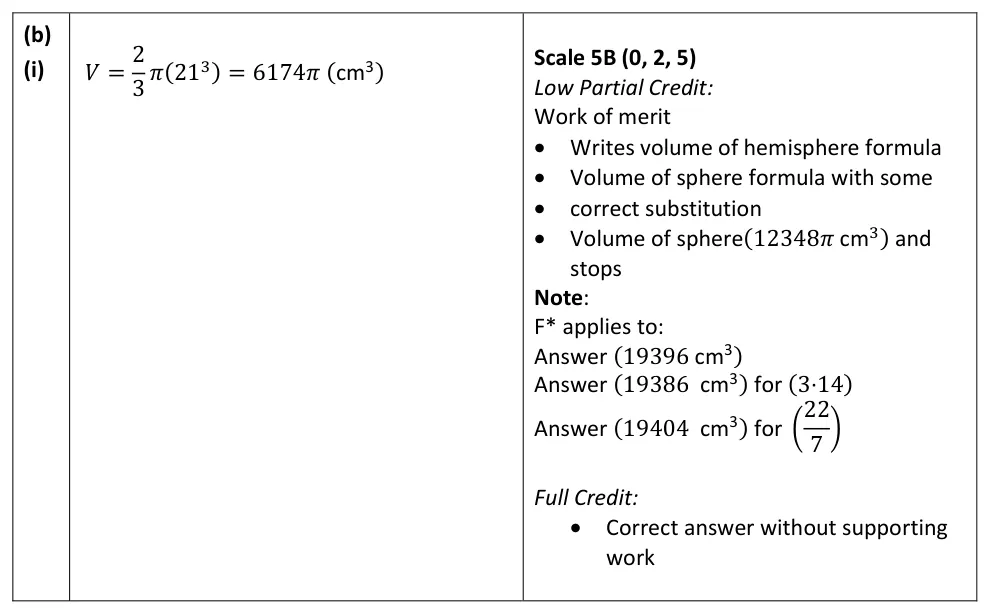 (b)
(i)
V = 2/3 π(21³) = 6174π (cm³)
Scale 5B (0, 2, 5)
Low Partial Credit:
Work of merit
• Writes volume of hemisphere formula
• Volume of sphere formula with some
• correct substitution
• Volume of sphere(12348π cm³) and
stops
Note:
F* applies to:
Answer (19396 cm³)
Answer (19386 cm³) for (3·14)
Answer (19404 cm³) for (22/7)
Full Credit:
• Correct answer without supporting
work